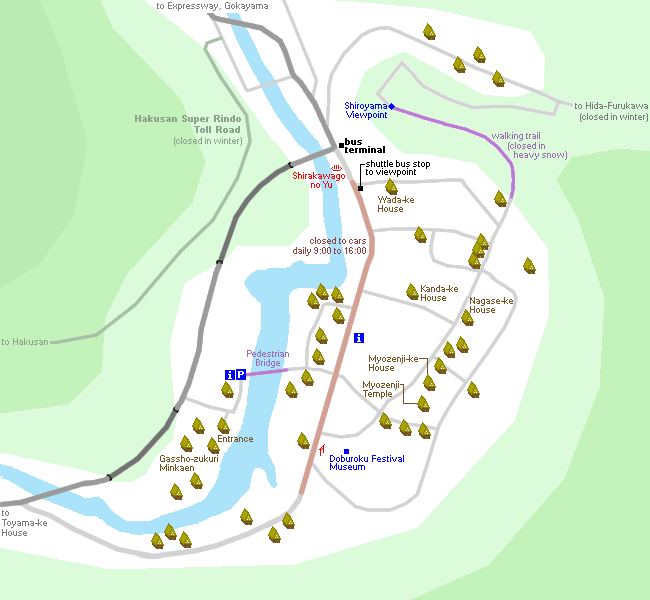 to Expressway, Gokayama
Hakusan Super Rindo
Toll Road
(closed in winter)
Shiroyama
Viewpoint
to Hida-Furukawa
(closed in winter)
walking trail
(closed in
heavy snow)
bus
terminal
shuttle bus stop
to viewpoint
Shirakawago
no Yu
Wada-ke
House
closed to cars
daily 9:00 to 16:00
Kanda-ke
House
Nagase-ke
House
to Hakusan
Pedestrian
Bridge
i P
i
Myozenji-ke
House
Myozenji
Temple
Entrance
Gassho-zukuri
Minkaen
Doburoku Festival
Museum
to
Toyama-ke
House